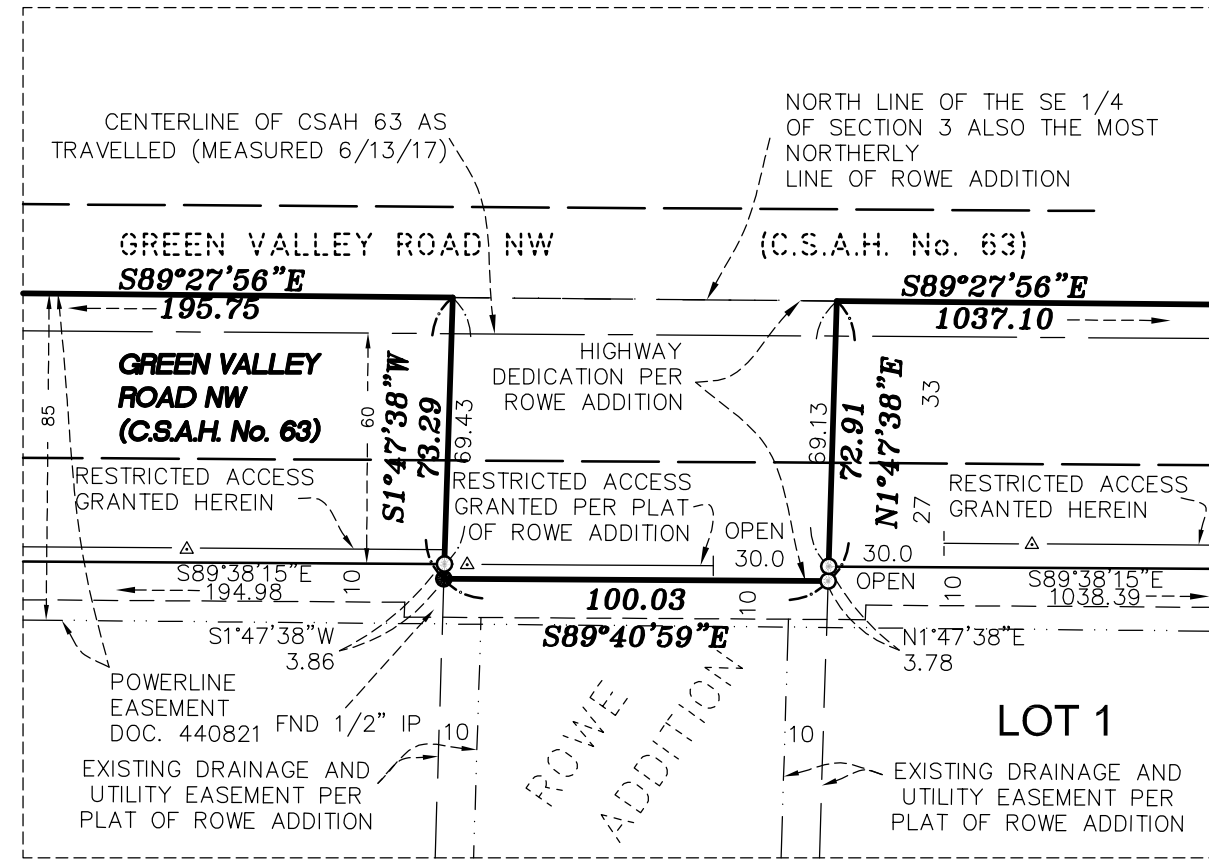 CENTERLINE OF CSAH 63 AS
TRAVELLED (MEASURED 6/13/17)
NORTH LINE OF THE SE 1/4
OF SECTION 3 ALSO THE MOST
NORTHERLY
LINE OF ROWE ADDITION
GREEN VALLEY ROAD NW
(C.S.A.H. No. 63)
S89°27'56"E
195.75
S89°27'56"E
1037.10
GREEN VALLEY
ROAD NW
(C.S.A.H. No. 63)
85
60
S1°47'38"W
73.29
69.43
HIGHWAY
DEDICATION PER
ROWE ADDITION
69.13
72.91
N1°47'38"E
33
27
RESTRICTED ACCESS
GRANTED HEREIN
RESTRICTED ACCESS
GRANTED PER PLAT
OF ROWE ADDITION
OPEN
30.0
30.0
OPEN
RESTRICTED ACCESS
GRANTED HEREIN
S89°38'15"E
194.98
10
100.03
S89°40'59"E
10
10
S89°38'15"E
1038.39
S1°47'38"W
3.86
N1°47'38"E
3.78
POWERLINE
EASEMENT
DOC. 440821
FND 1/2" IP
10
10
ROWE
ADDITION
LOT 1
EXISTING DRAINAGE AND
UTILITY EASEMENT PER
PLAT OF ROWE ADDITION
EXISTING DRAINAGE AND
UTILITY EASEMENT PER
PLAT OF ROWE ADDITION